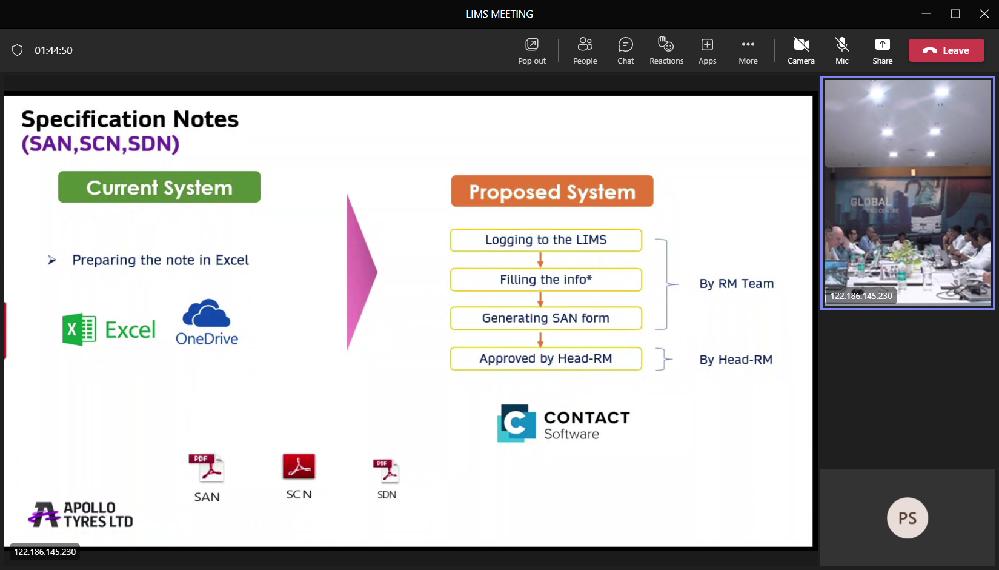 LIMS MEETING
01:44:50
Pop out
People
Chat
Reactions
Apps
More
Camera
Mic
Share
Leave
Specification Notes
(SAN,SCN,SDN)
Current System
Proposed System
Preparing the note in Excel
X
Excel
OneDrive
Logging to the LIMS
Filling the info*
Generating SAN form
Approved by Head-RM
By RM Team
By Head-RM
C
CONTACT
Software
PDF
SAN
SCN
PDF
SDN
APOLLO
TYRES LTD
122.186.145.230
GLOBAL
R&D CENTRE
122.186.145.230
PS